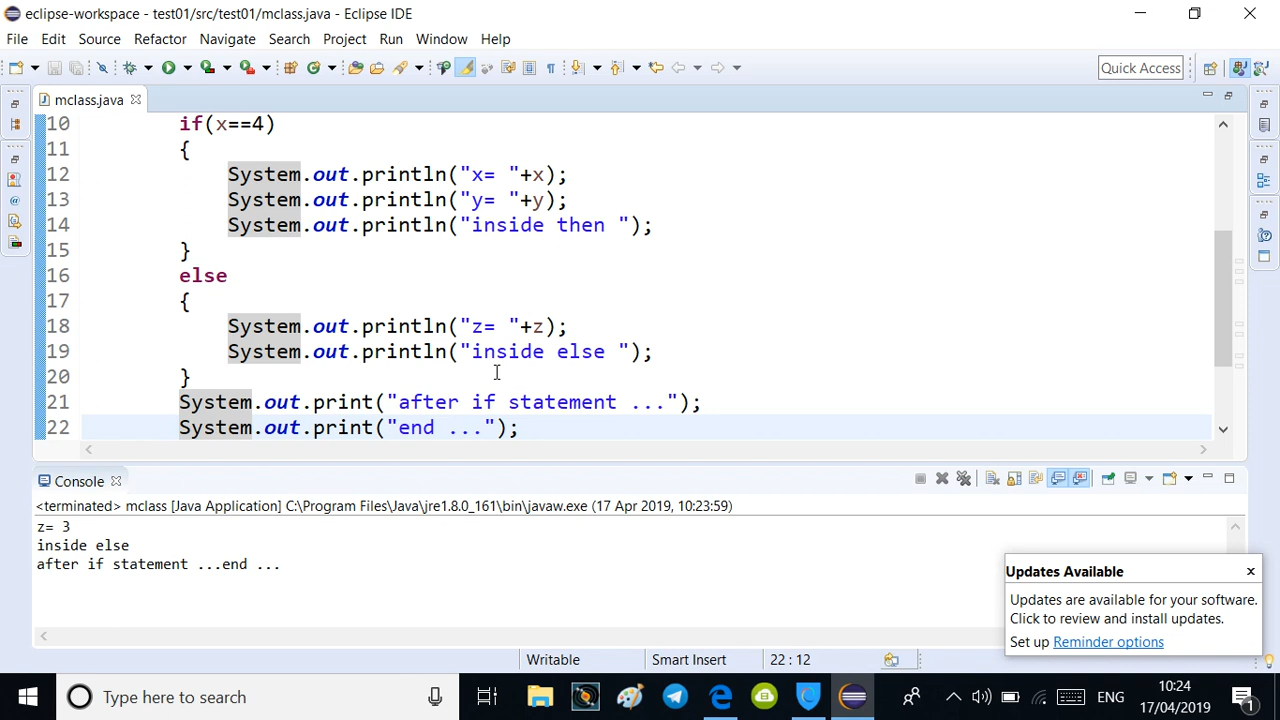 eclipse-workspace - test01/src/test01/mclass.java - Eclipse IDE
File Edit Source Refactor Navigate Search Project Run Window Help
Quick Access
mclass.java
10 if(x==4)
11 {
12 System.out.println("x= "+x);
13 System.out.println("y= "+y);
14 System.out.println("inside then ");
15 }
16 else
17 {
18 System.out.println("z= "+z);
19 System.out.println("inside else ");
20 }
21 System.out.print("after if statement ...");
22 System.out.print("end ...");
Console
<terminated> mclass [Java Application] C:\Program Files\Java\jre1.8.0_161\bin\javaw.exe (17 Apr 2019, 10:23:59)
z= 3
inside else
after if statement ...end ...
Updates Available
Updates are available for your software.
Click to review and install updates.
Set up Reminder options
Writable Smart Insert 22 : 12
Type here to search
ENG
10:24
17/04/2019
1